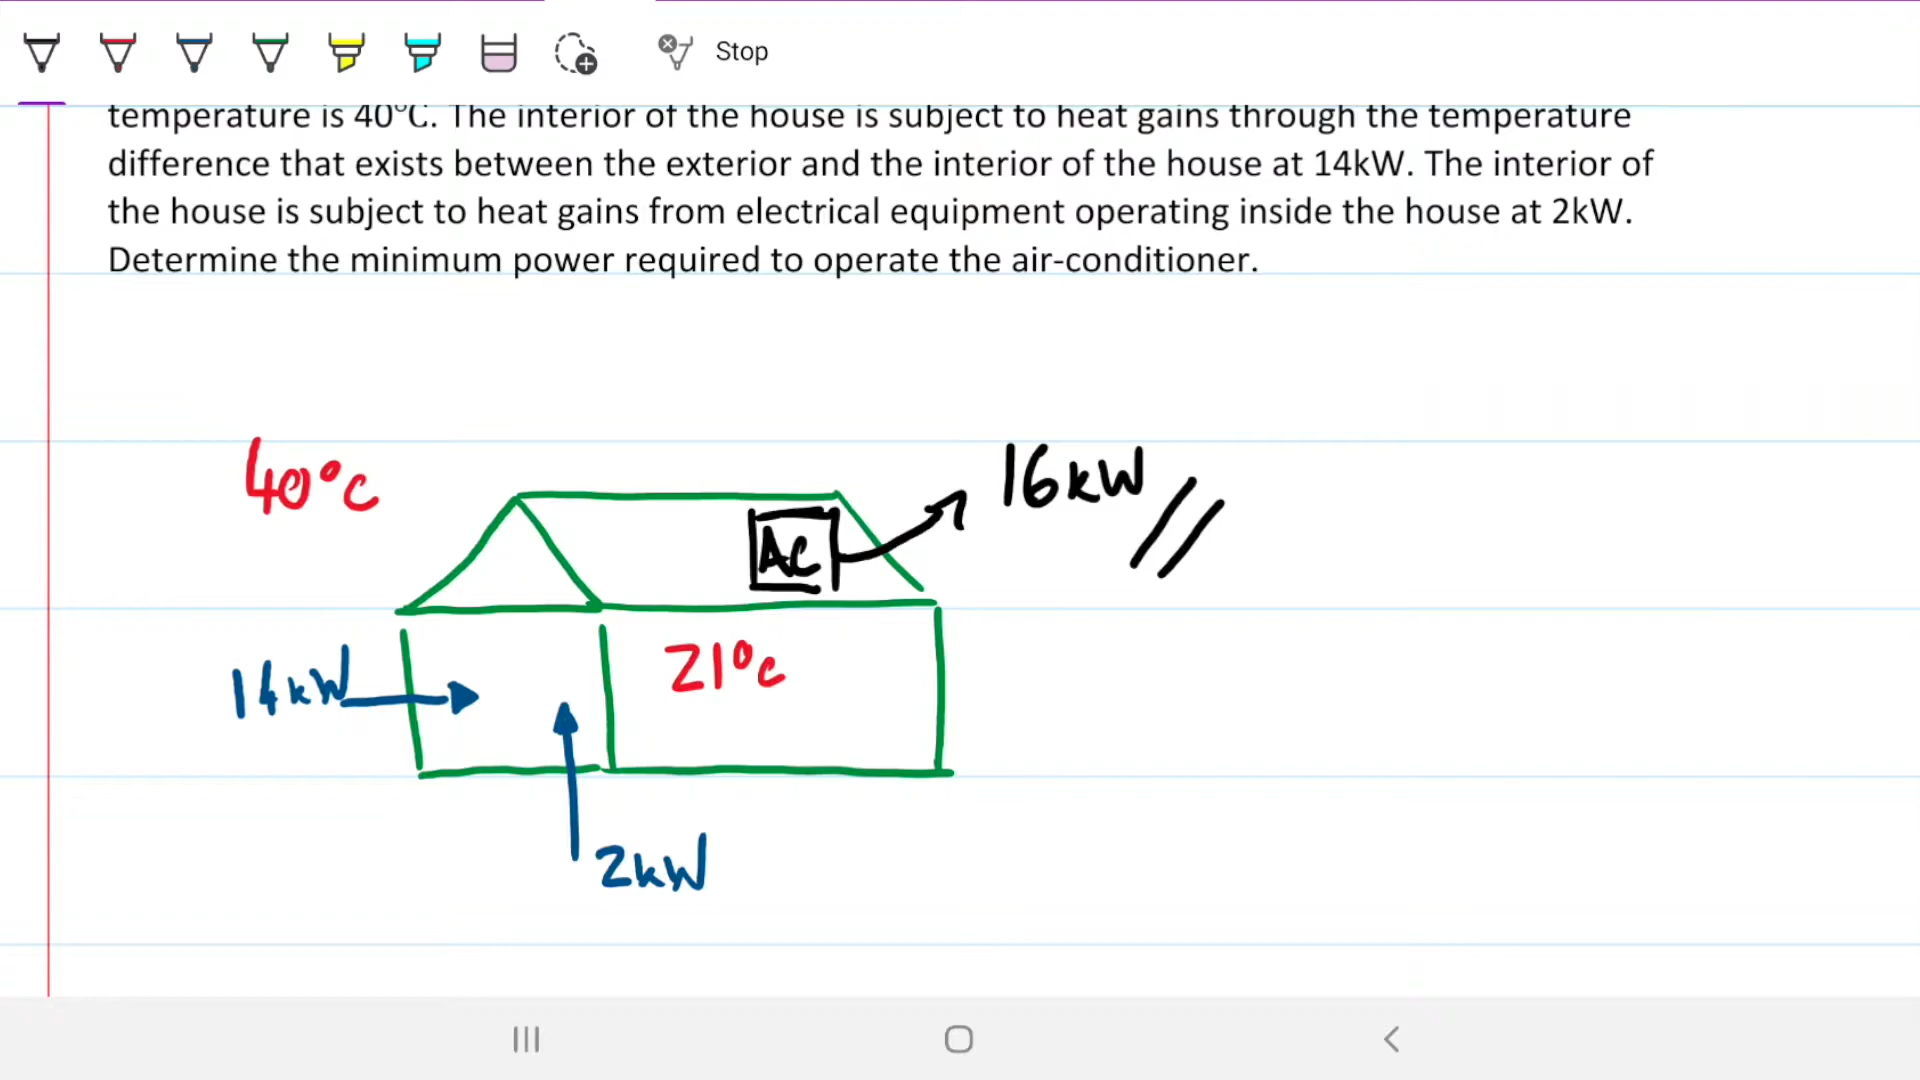 Stop
temperature is 40°C. The interior of the house is subject to heat gains through the temperature
difference that exists between the exterior and the interior of the house at 14kW. The interior of
the house is subject to heat gains from electrical equipment operating inside the house at 2kW.
Determine the minimum power required to operate the air-conditioner.
40°C
16kW
AC
14kW
21°C
2kW